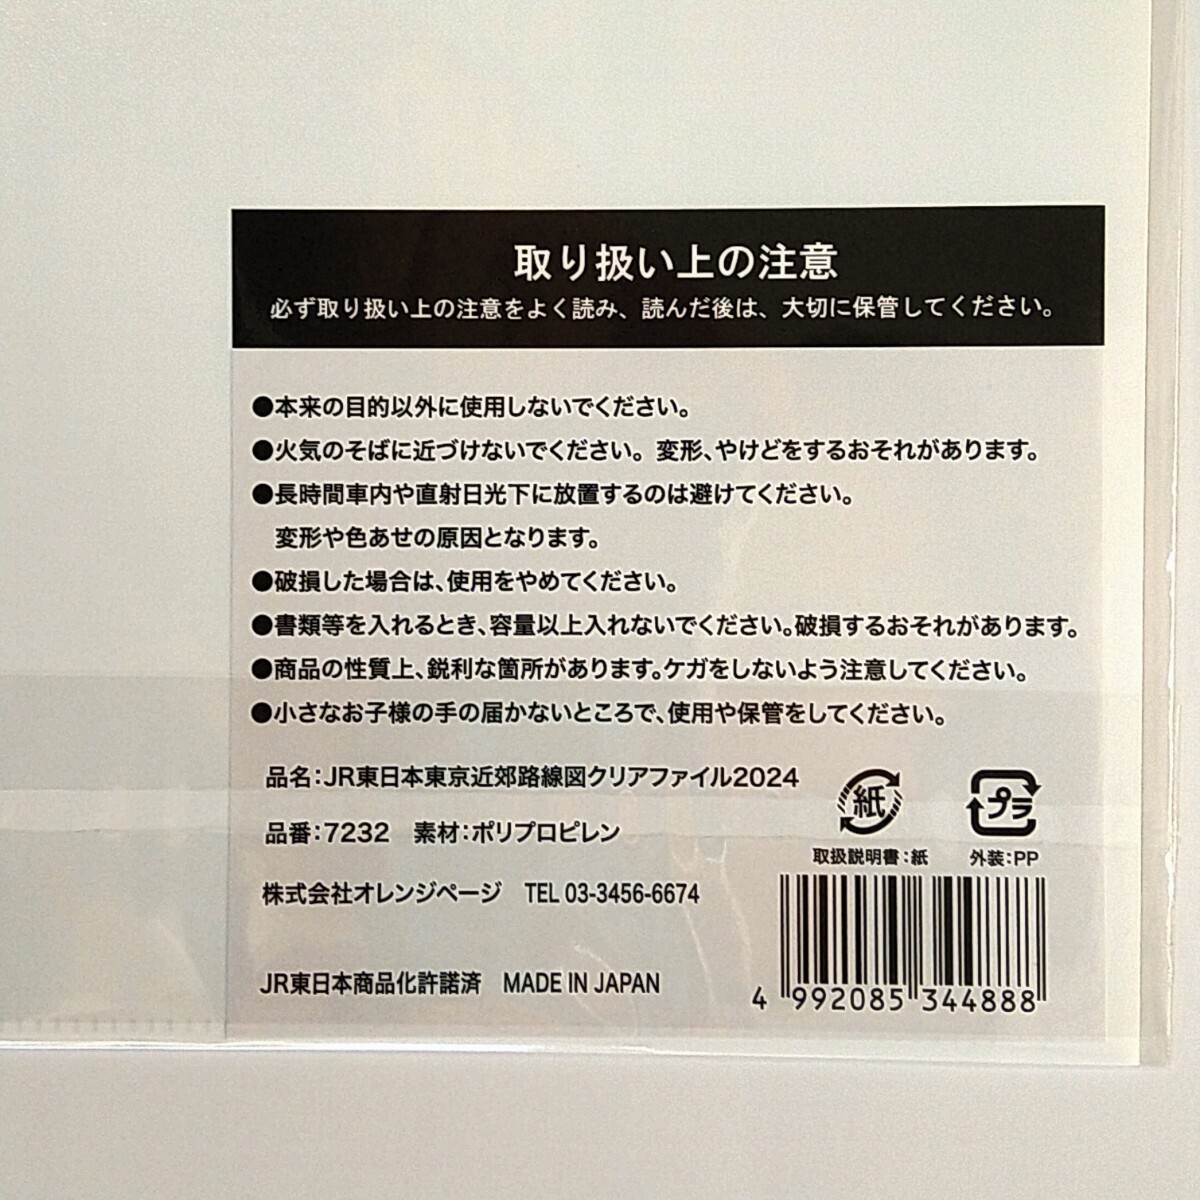 取り扱い上の注意
必ず取り扱い上の注意をよく読み、読んだ後は、大切に保管してください。
●本来の目的以外に使用しないでください。
●火気のそばに近づけないでください。変形、やけどをするおそれがあります。
●長時間車内や直射日光下に放置するのは避けてください。
変形や色あせの原因となります。
●破損した場合は、使用をやめてください。
●書類等を入れるとき、容量以上入れないでください。破損するおそれがあります。
●商品の性質上、鋭利な箇所があります。ケガをしないよう注意してください。
●小さなお子様の手の届かないところで、使用や保管をしてください。
品名：JR東日本東京近郊路線図クリアファイル2024
品番：7232　素材：ポリプロピレン
紙
取扱説明書：紙
プラ
外装：PP
株式会社オレンジページ　TEL 03-3456-6674
JR東日本商品化許諾済　MADE IN JAPAN
4 992085 344888